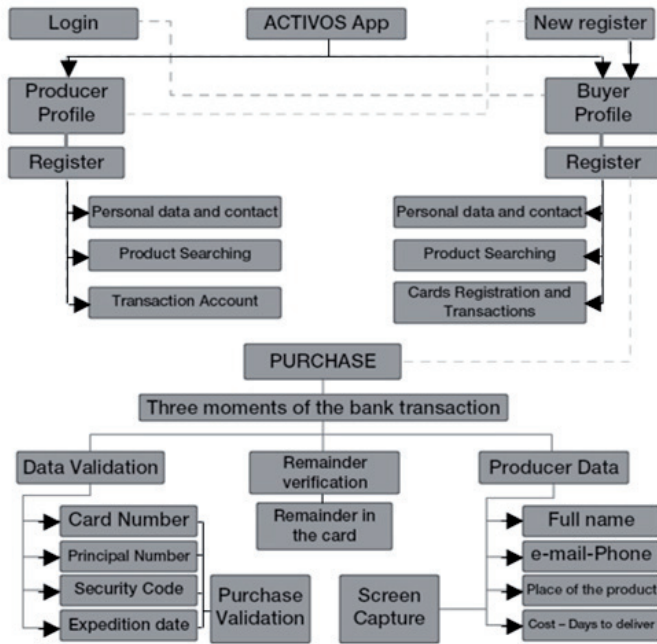 Login
ACTIVOS App
New register
Producer
Profile
Buyer
Profile
Register
Register
Personal data and contact
Personal data and contact
Product Searching
Product Searching
Transaction Account
Cards Registration and
Transactions
PURCHASE
Three moments of the bank transaction
Data Validation
Remainder
verification
Producer Data
Card Number
Remainder in
the card
Full name
Principal Number
e-mail-Phone
Security Code
Purchase
Validation
Screen
Capture
Place of the product
Expedition date
Cost – Days to deliver